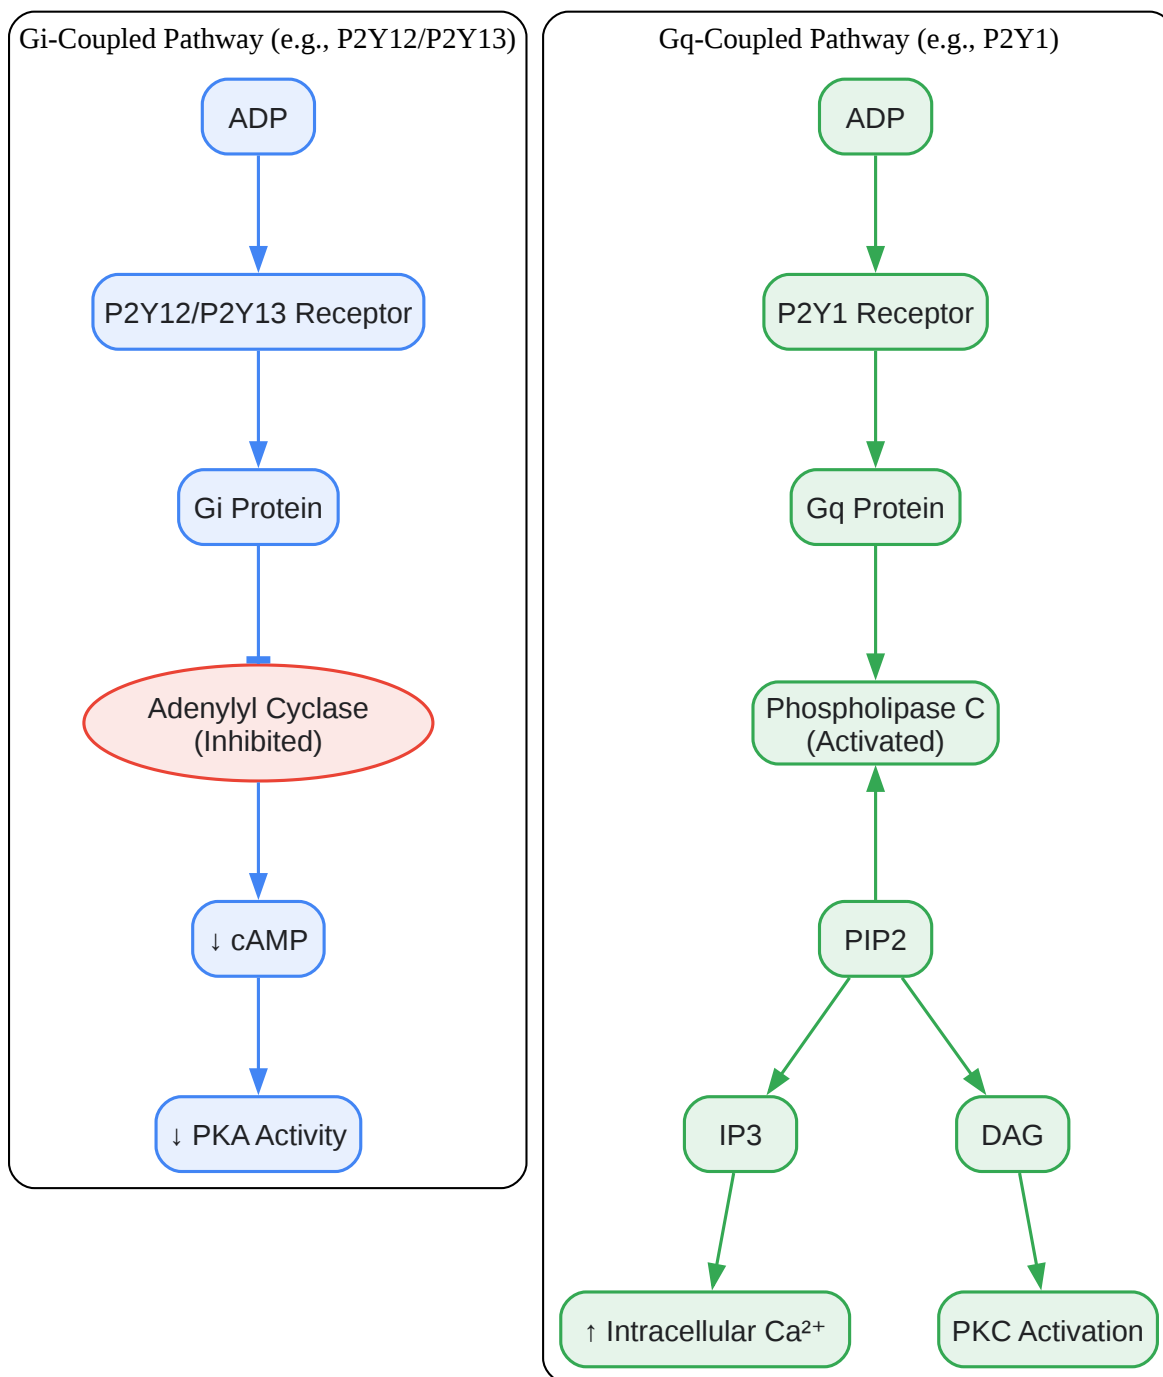 Gi-Coupled Pathway (e.g., P2Y12/P2Y13)
ADP
P2Y12/P2Y13 Receptor
Gi Protein
Adenylyl Cyclase
(Inhibited)
↓ cAMP
↓ PKA Activity
Gq-Coupled Pathway (e.g., P2Y1)
ADP
P2Y1 Receptor
Gq Protein
Phospholipase C
(Activated)
PIP2
IP3
DAG
↑ Intracellular Ca²⁺
PKC Activation